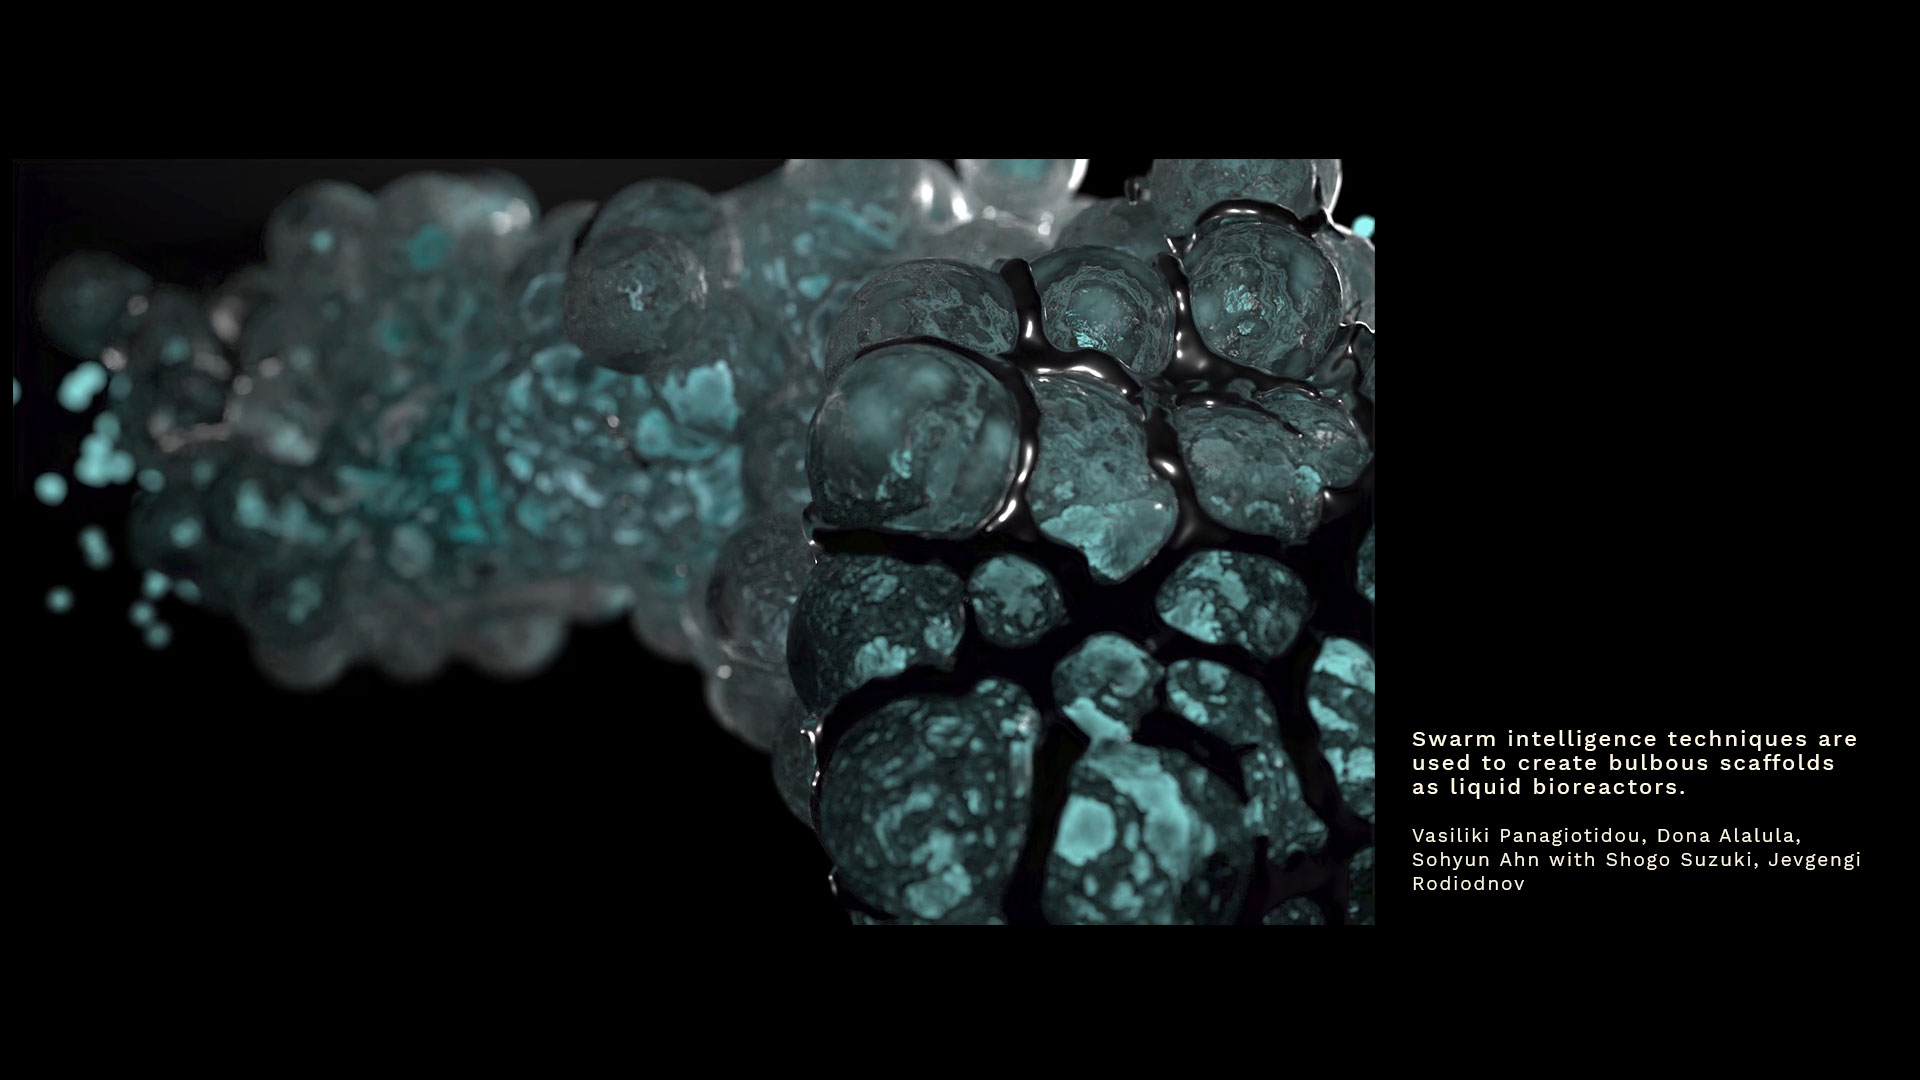 Swarm intelligence techniques are
used to create bulbous scaffolds
as liquid bioreactors.
Vasiliki Panagiotidou, Dona Alalula,
Sohyun Ahn with Shogo Suzuki, Jevgengi
Rodiodnov